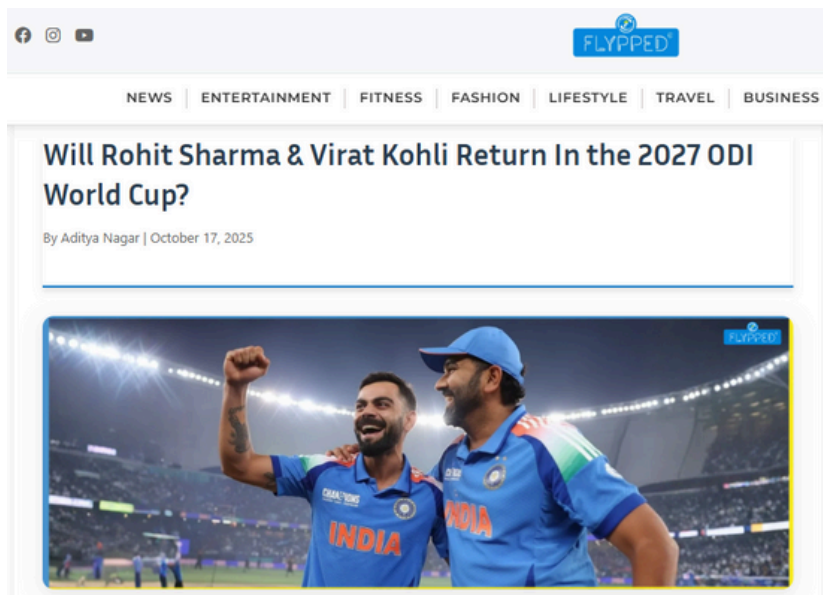 FLYPPED
NEWS
ENTERTAINMENT
FITNESS
FASHION
LIFESTYLE
TRAVEL
BUSINESS
Will Rohit Sharma & Virat Kohli Return In the 2027 ODI
World Cup?
By Aditya Nagar | October 17, 2025
FLYPPED
CHAMPIONS
INDIA
INDIA